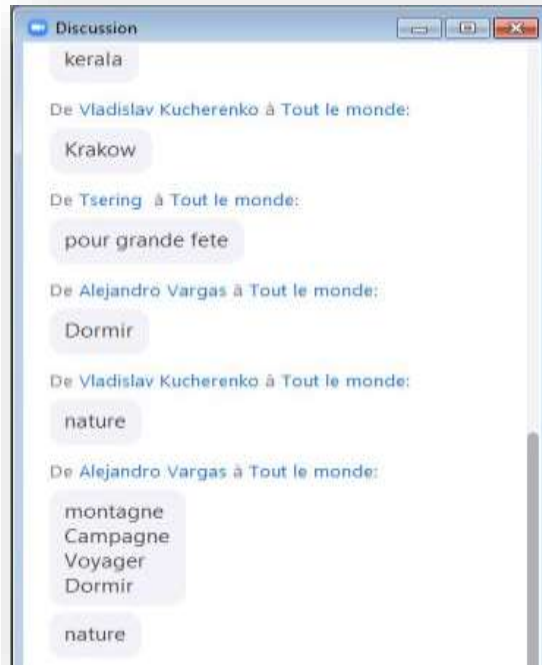 Discussion
kerala
De Vladislav Kucherenko à Tout le monde:
Krakow
De Tsering à Tout le monde:
pour grande fete
De Alejandro Vargas à Tout le monde:
Dormir
De Vladislav Kucherenko à Tout le monde:
nature
De Alejandro Vargas à Tout le monde:
montagne
Campagne
Voyager
Dormir
nature